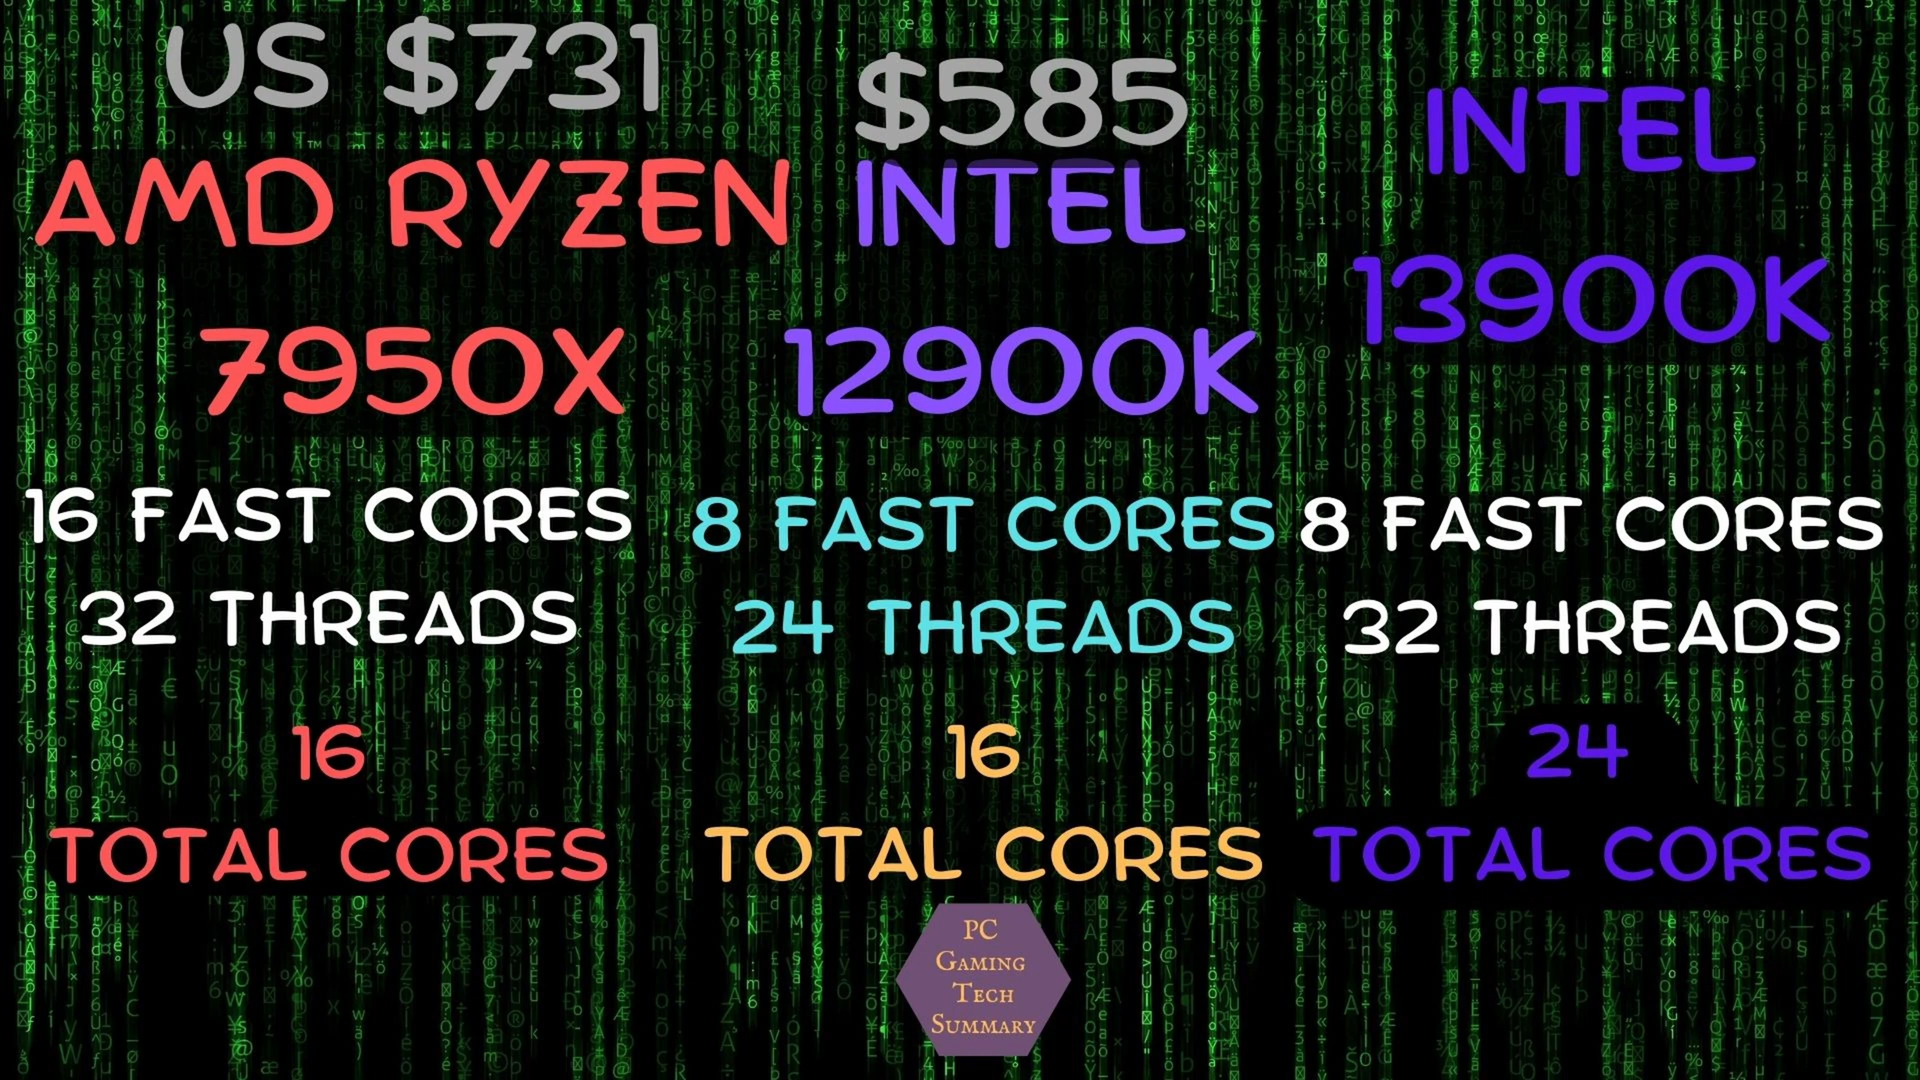 US $731
AMD RYZEN
7950X
16 FAST CORES
32 THREADS
16
TOTAL CORES
$585
INTEL
12900K
8 FAST CORES
24 THREADS
16
TOTAL CORES
INTEL
13900K
8 FAST CORES
32 THREADS
24
TOTAL CORES
PC
GAMING
TECH
SUMMARY